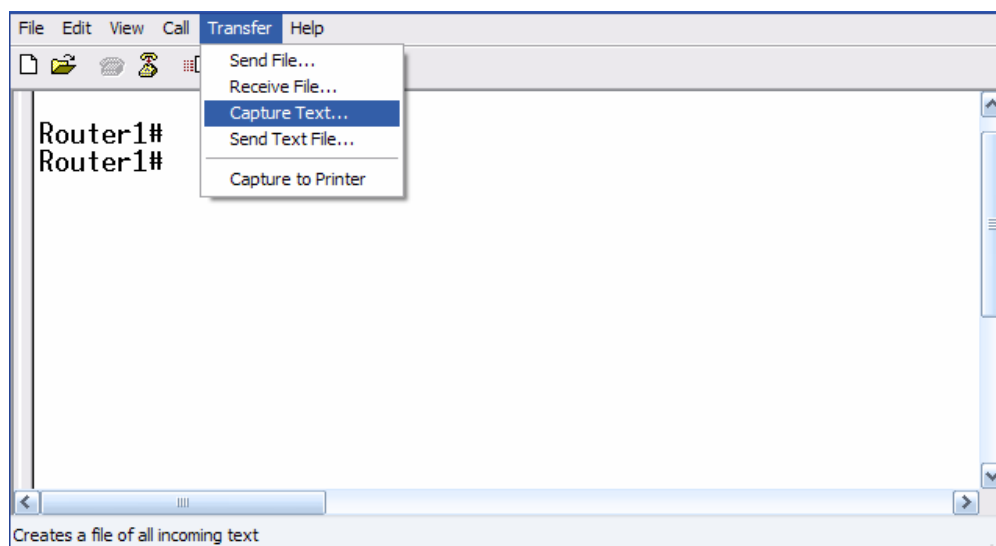 File Edit View Call Transfer Help
Send File...
Receive File...
Capture Text...
Send Text File...
Capture to Printer
Router1#
Router1#
Creates a file of all incoming text